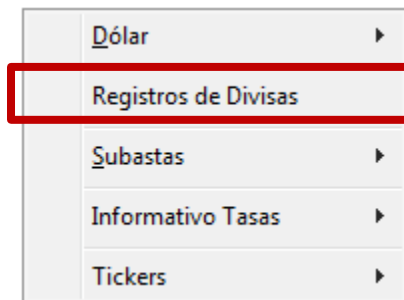 Dólar
Registros de Divisas
Subastas
Informativo Tasas
Tickers